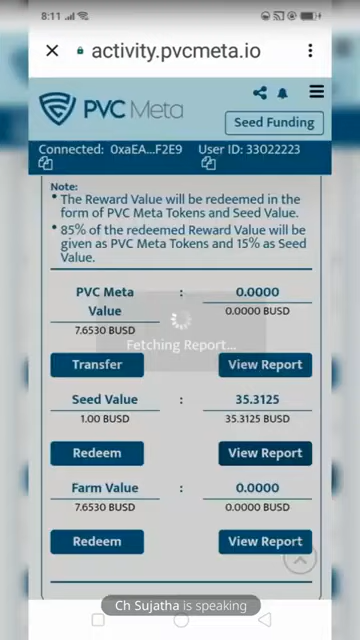 8:11
activity.pvcmeta.io
PVC Meta
Seed Funding
Connected: 0xaEA...F2E9 User ID: 33022223
Note:
• The Reward Value will be redeemed in the
form of PVC Meta Tokens and Seed Value.
• 85% of the redeemed Reward Value will be
given as PVC Meta Tokens and 15% as Seed
Value.
PVC Meta : 0.0000
Value 0.0000 BUSD
7.6530 BUSD
Fetching Report...
Transfer View Report
Seed Value : 35.3125
1.00 BUSD 35.3125 BUSD
Redeem View Report
Farm Value : 0.0000
7.6530 BUSD 0.0000 BUSD
Redeem View Report
Ch Sujatha is speaking